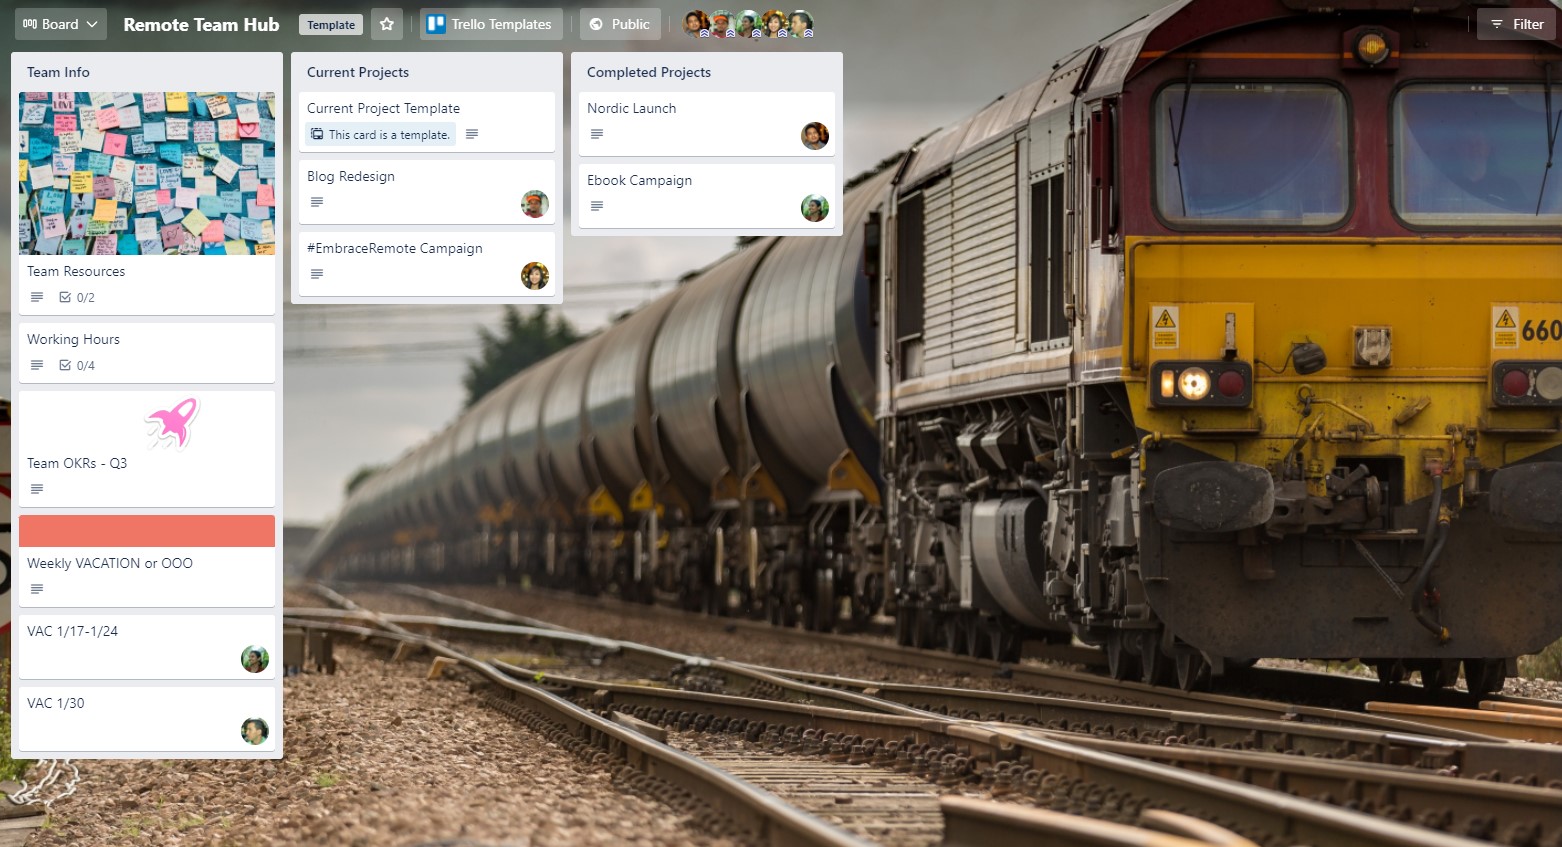 Board
Remote Team Hub
Template
Trello Templates
Public
Filter
Team Info
Team Resources
0/2
Working Hours
0/4
Team OKRs - Q3
Weekly VACATION or OOO
VAC 1/17-1/24
VAC 1/30
Current Projects
Current Project Template
This card is a template.
Blog Redesign
#EmbraceRemote Campaign
Completed Projects
Nordic Launch
Ebook Campaign
660